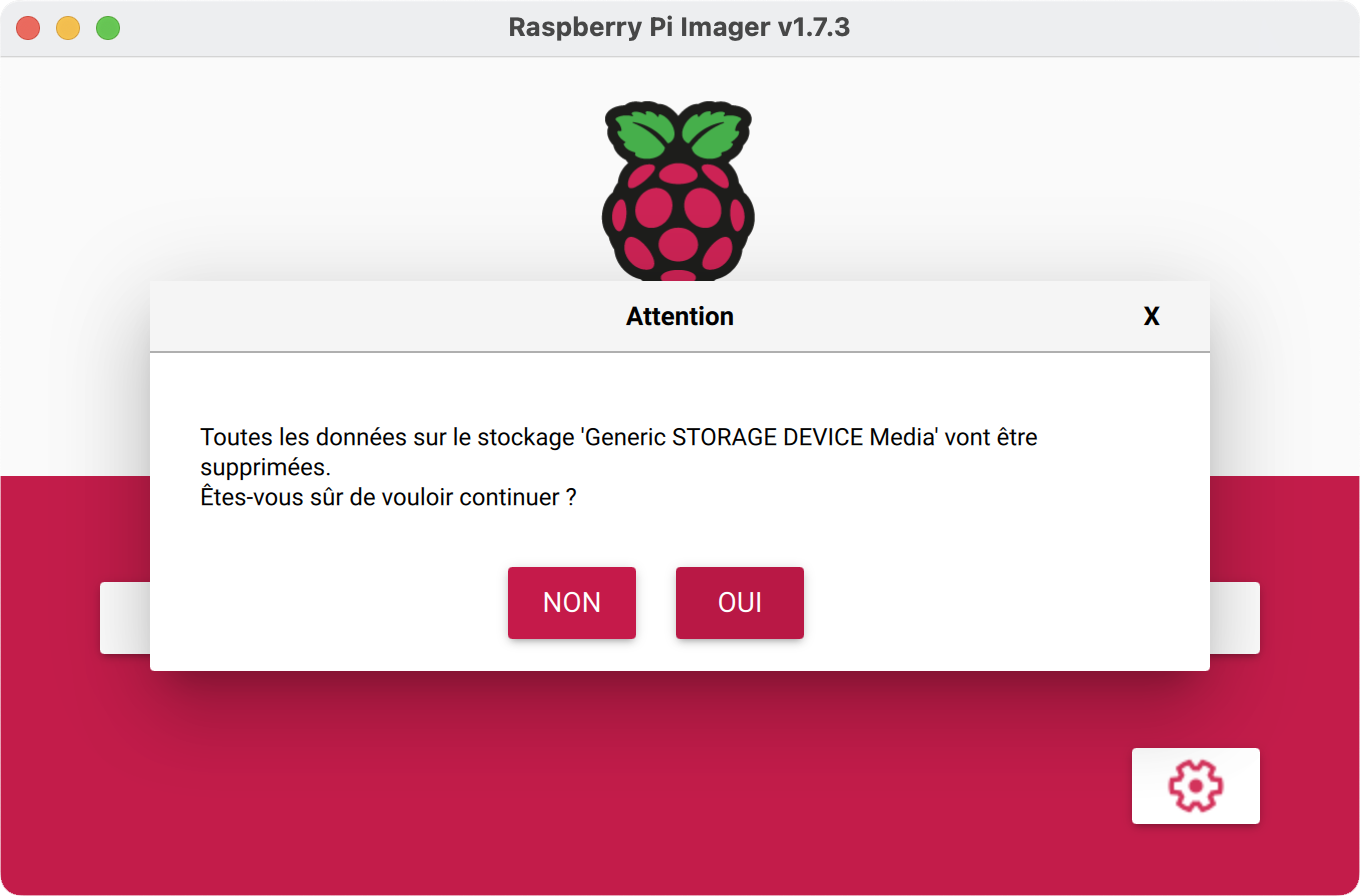 Raspberry Pi Imager v1.7.3
Attention
X
Toutes les données sur le stockage 'Generic STORAGE DEVICE Media' vont être
supprimées.
Êtes-vous sûr de vouloir continuer ?
NON
OUI